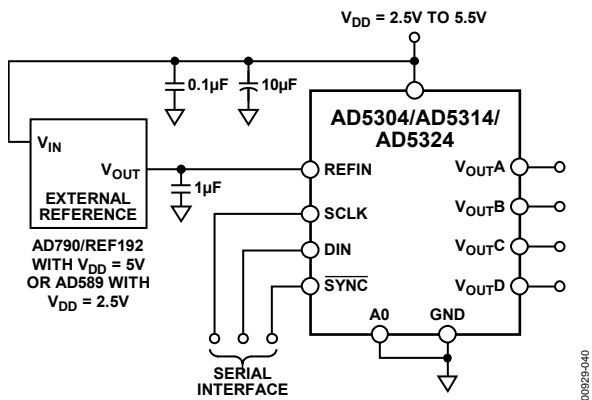 V_DD = 2.5V TO 5.5V
0.1µF
10µF
AD5304/AD5314/
AD5324
V_IN
V_OUT
EXTERNAL
REFERENCE
1µF
AD790/REF192
WITH V_DD = 5V
OR AD589 WITH
V_DD = 2.5V
REFIN
SCLK
DIN
SYNC
V_OUTA
V_OUTB
V_OUTC
V_OUTD
A0
GND
SERIAL
INTERFACE
00929-040